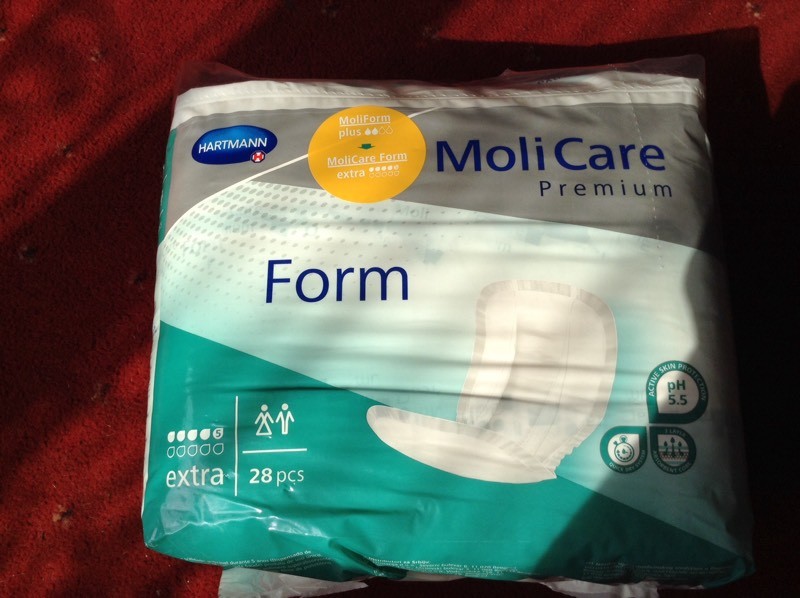 HARTMANN
MoliForm
plus
MoliCare Form
extra
MoliCare
Premium
Form
ACTIVE SKIN PROTECTION
pH
5.5
5
extra
28 pcs